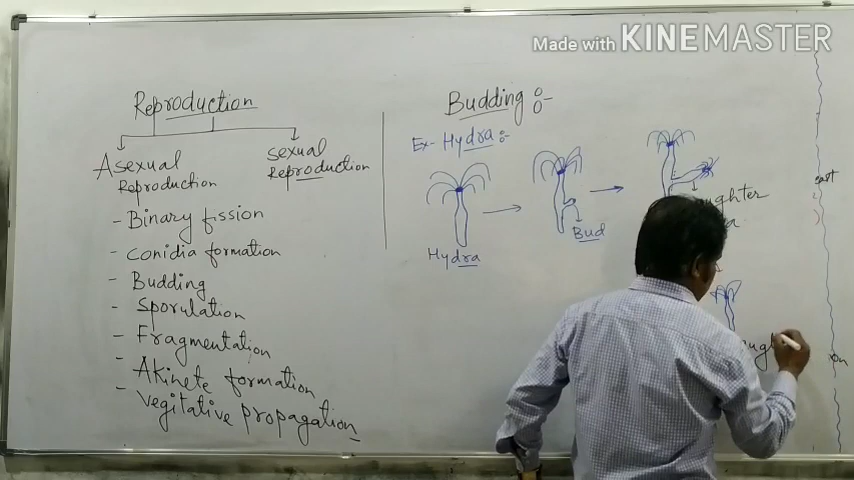 Made with KINEMASTER
Reproduction
Asexual
Reproduction
sexual
Reproduction
- Binary fission
- conidia formation
- Budding
- Sporulation
- Fragmentation
- Akinete formation
- Vegitative propagation
Budding :-
Ex- Hydra :-
Hydra
Bud